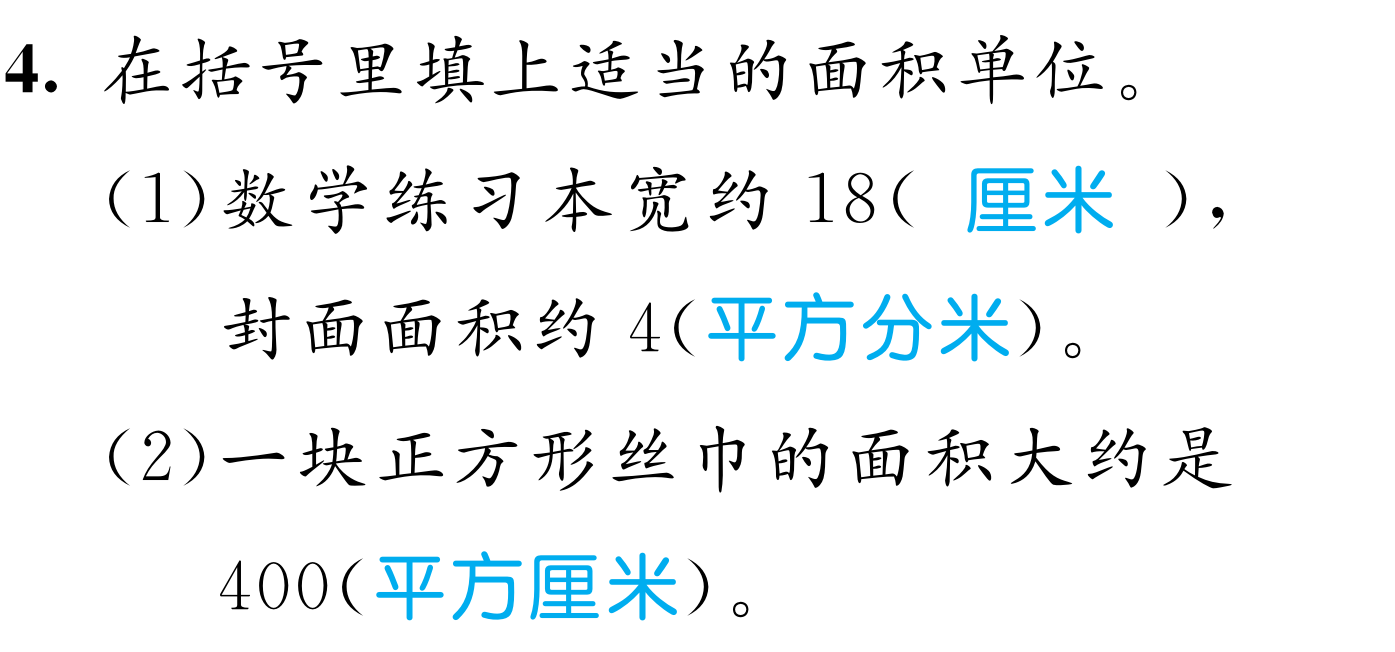 4. 在括号里填上适当的面积单位。
(1)数学练习本宽约 18( 厘米 ),
封面面积约 4(平方分米)。
(2)一块正方形丝巾的面积大约是
400(平方厘米)。